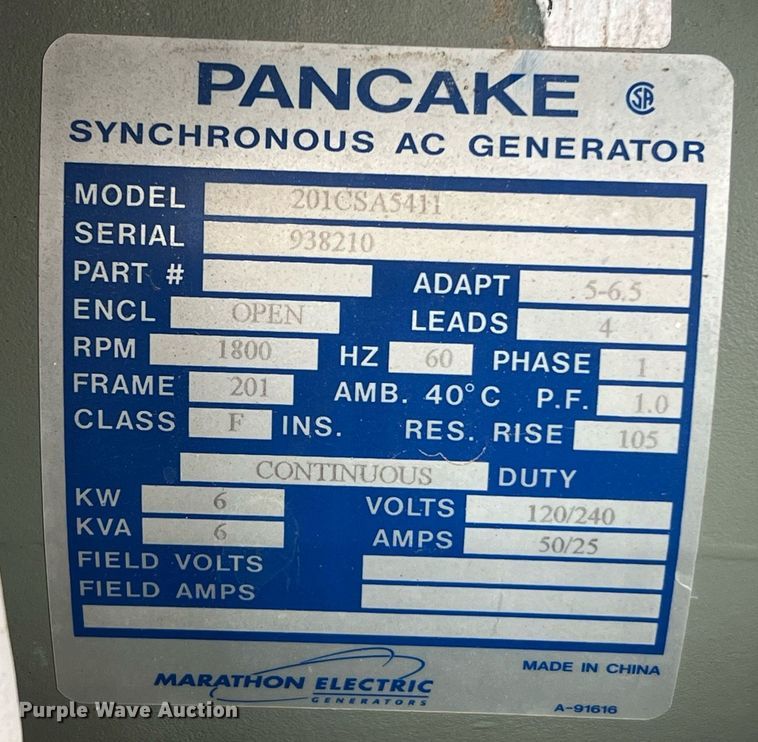 PANCAKE
SYNCHRONOUS AC GENERATOR
MODEL 201CSA5411
SERIAL 938210
PART # ADAPT 5-6.5
ENCL OPEN LEADS 4
RPM 1800 HZ 60 PHASE 1
FRAME 201 AMB. 40°C P.F. 1.0
CLASS F INS. RES. RISE 105
CONTINUOUS DUTY
KW 6 VOLTS 120/240
KVA 6 AMPS 50/25
FIELD VOLTS
FIELD AMPS
MARATHON ELECTRIC MADE IN CHINA
GENERATORS
A-91616
Purple Wave Auction